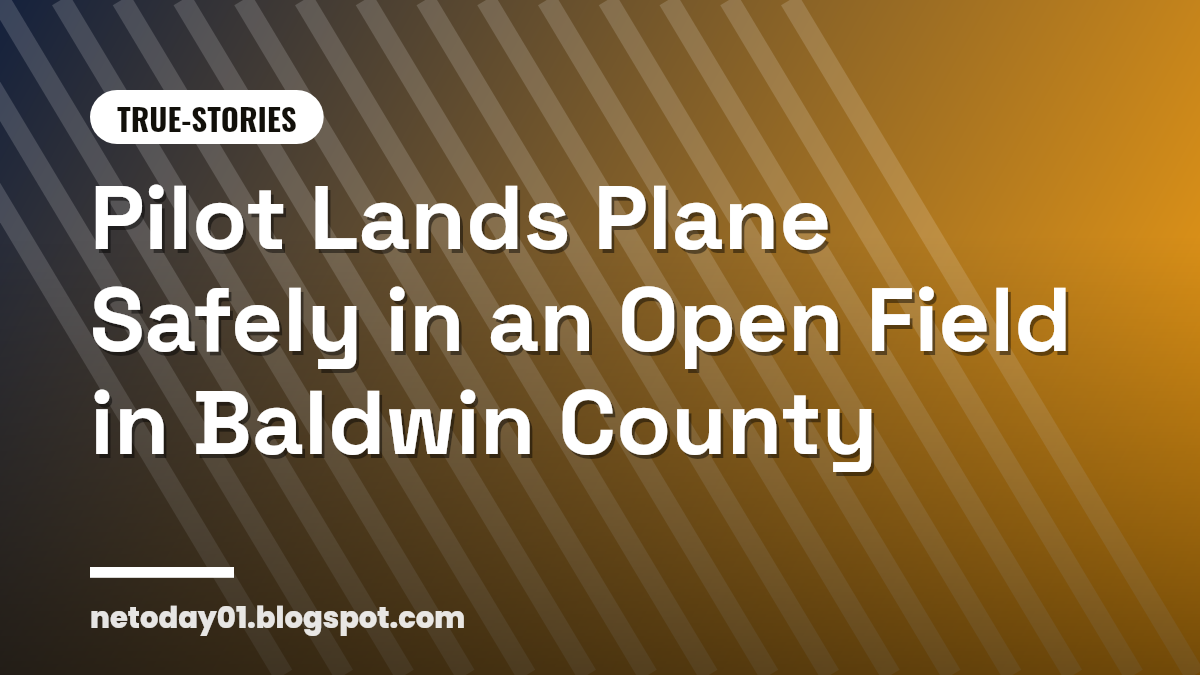 TRUE-STORIES
Pilot Lands Plane
Safely in an Open Field
in Baldwin County
netoday01.blogspot.com